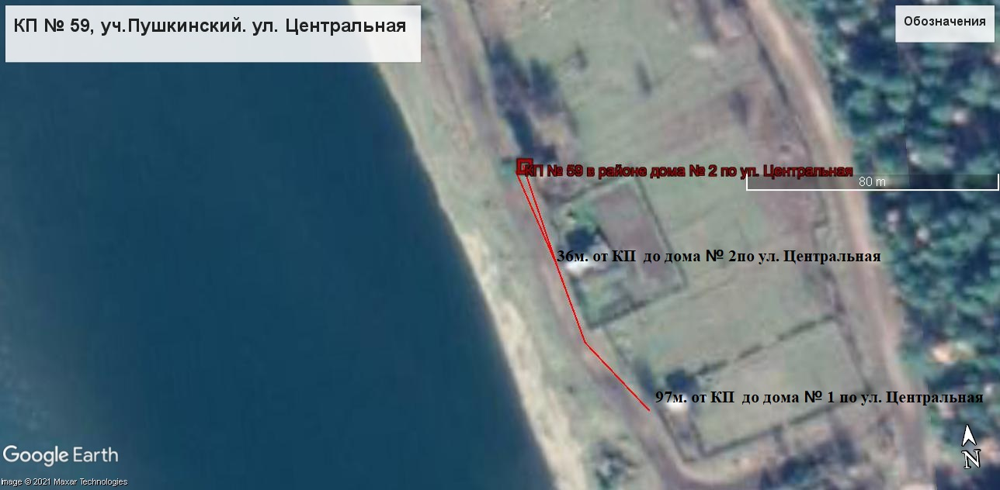 КП № 59, уч.Пушкинский. ул. Центральная
Обозначения
КП № 59 в районе дома № 2 по ул. Центральная
80 m
36м. от КП до дома № 2по ул. Центральная
97м. от КП до дома № 1 по ул. Центральная
Google Earth
N
Image © 2021 Maxar Technologies